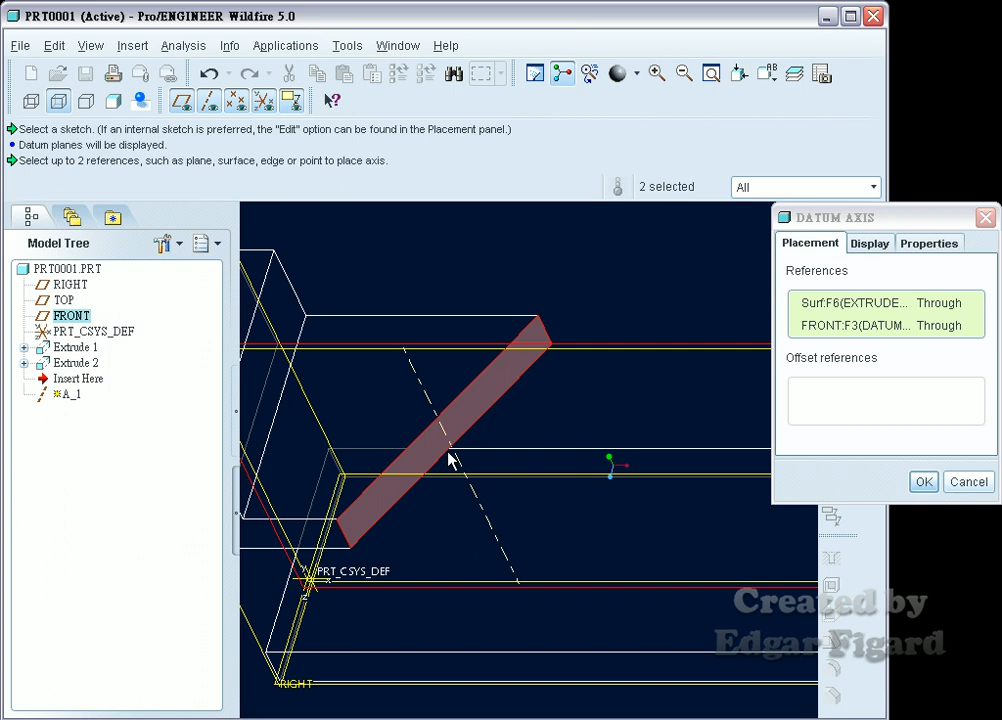 PRT0001 (Active) - Pro/ENGINEER Wildfire 5.0
File Edit View Insert Analysis Info Applications Tools Window Help
Select a sketch. (If an internal sketch is preferred, the "Edit" option can be found in the Placement panel.)
Datum planes will be displayed.
Select up to 2 references, such as plane, surface, edge or point to place axis.
2 selected
All
Model Tree
PRT0001.PRT
RIGHT
TOP
FRONT
PRT_CSYS_DEF
Extrude 1
Extrude 2
Insert Here
A_1
DATUM AXIS
Placement Display Properties
References
Surf:F6(EXTRUDE... Through
FRONT:F3(DATUM... Through
Offset references
OK Cancel
PRT_CSYS_DEF
RIGHT
Created by
Edgar Figard